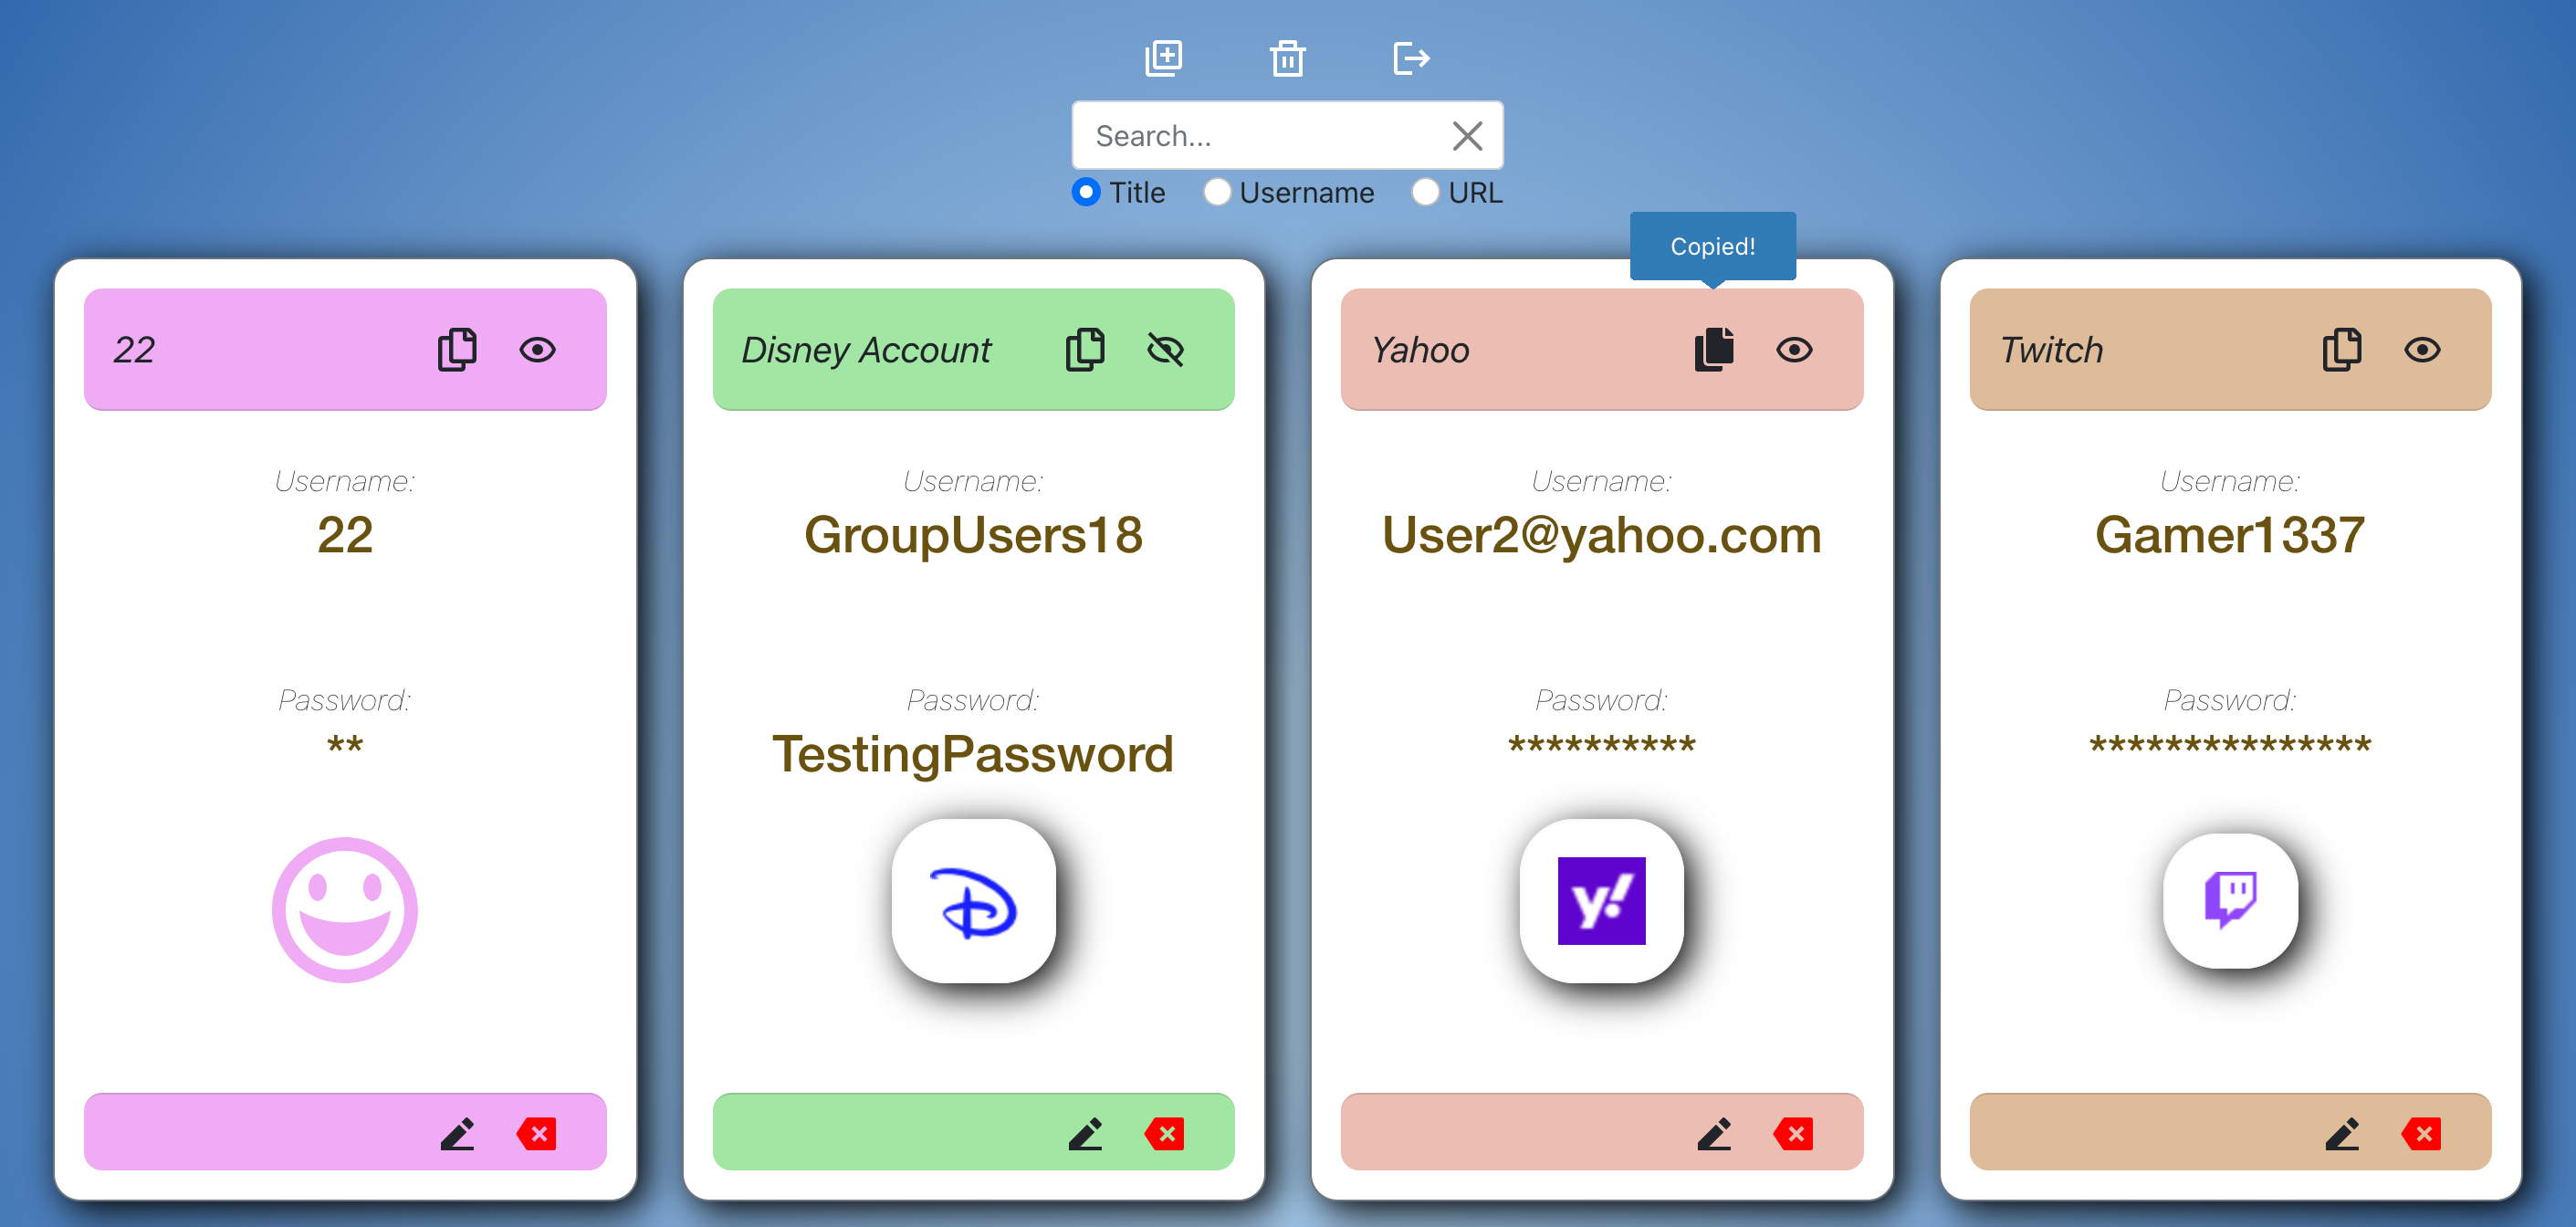 Search...
Title Username URL
Copied!
22
Username:
22
Password:
**
Disney Account
Username:
GroupUsers18
Password:
TestingPassword
Yahoo
Username:
User2@yahoo.com
Password:
**********
y!
Twitch
Username:
Gamer1337
Password:
***************